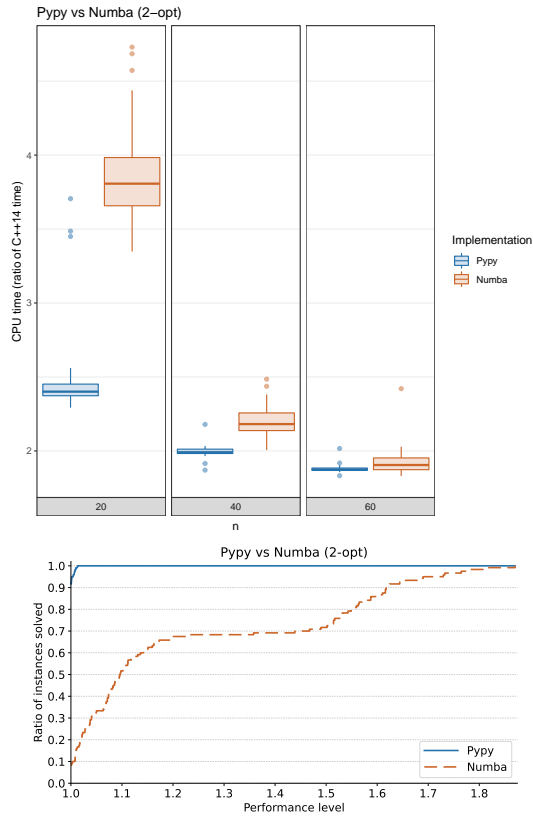 Pypy vs Numba (2−opt)
CPU time (ratio of C++14 time)
4
3
2
20
40
60
n
Implementation
Pypy
Numba
Pypy vs Numba (2-opt)
Ratio of instances solved
1.0
0.9
0.8
0.7
0.6
0.5
0.4
0.3
0.2
0.1
0.0
1.0
1.1
1.2
1.3
1.4
1.5
1.6
1.7
1.8
Performance level
Pypy
Numba